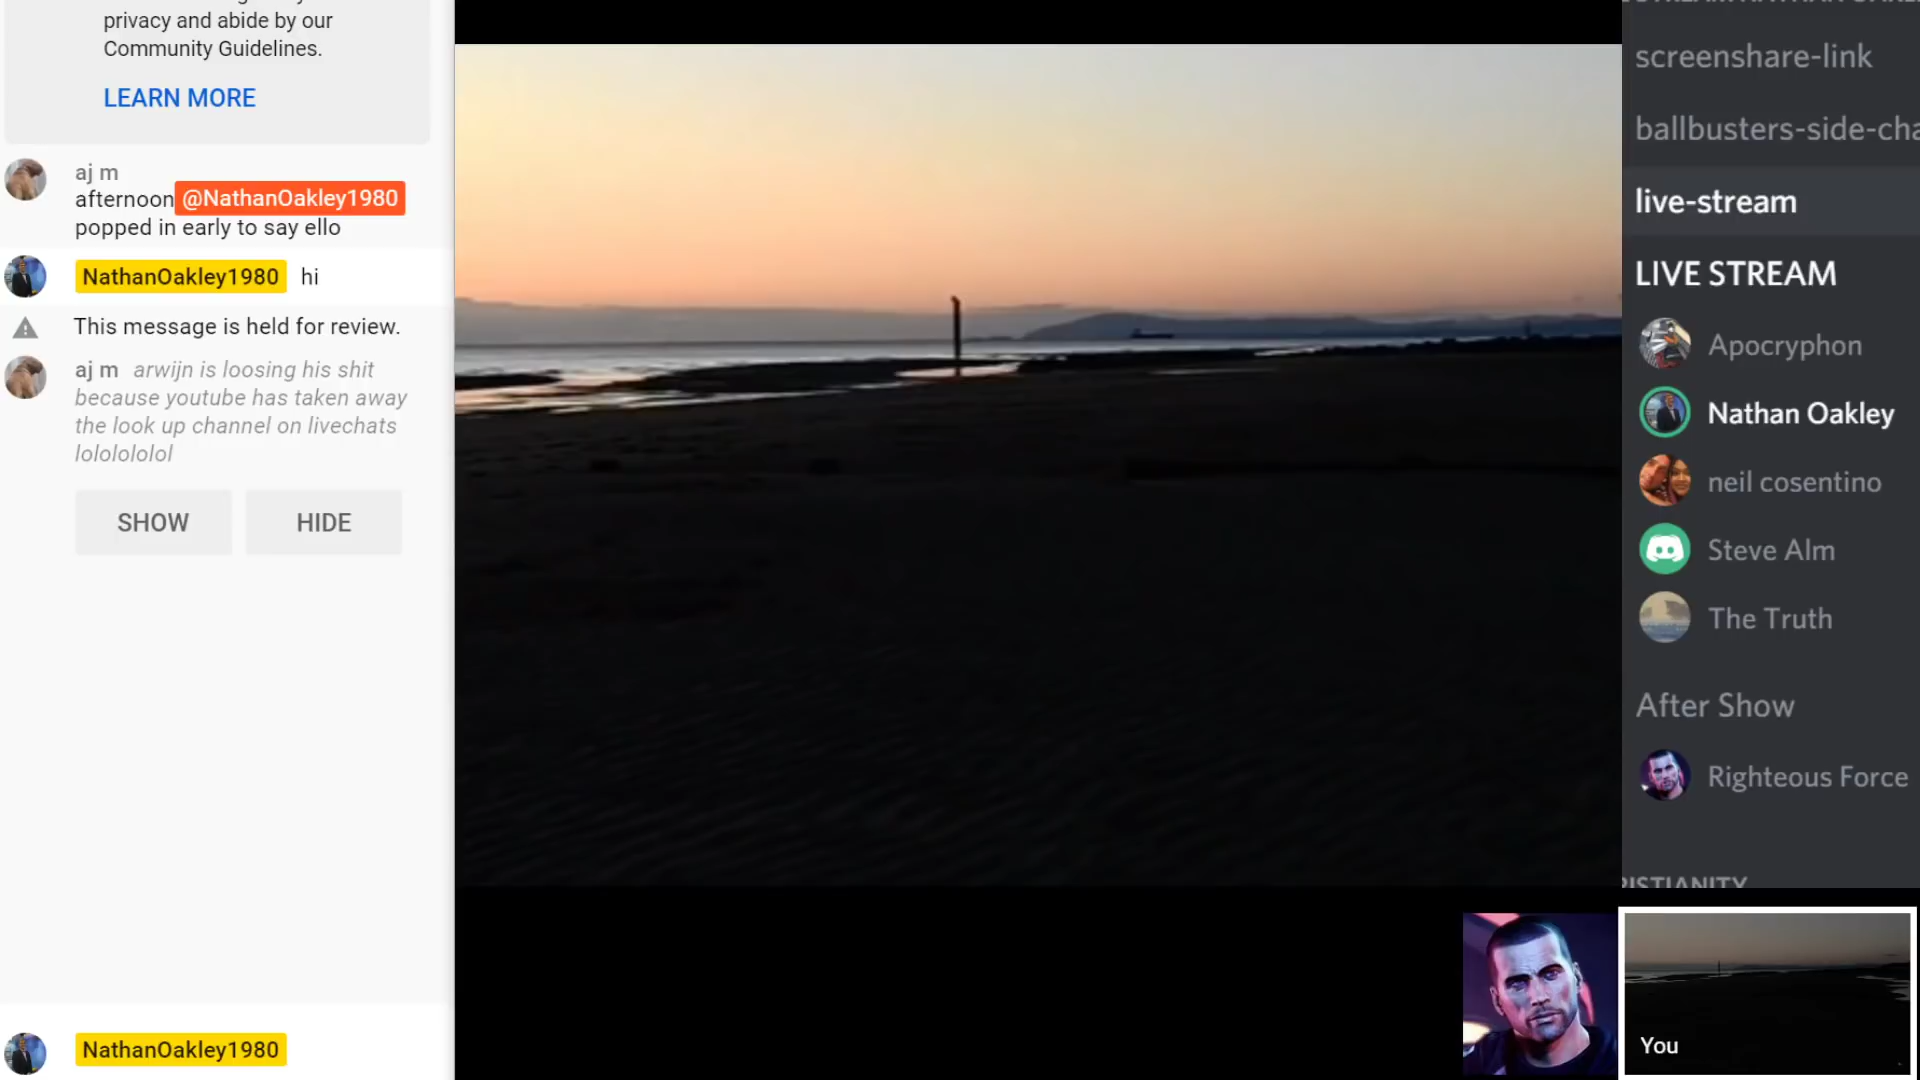 privacy and abide by our
Community Guidelines.
LEARN MORE
aj m
afternoon @NathanOakley1980
popped in early to say ello
NathanOakley1980 hi
This message is held for review.
aj m arwijn is loosing his shit
because youtube has taken away
the look up channel on livechats
lolololololol
SHOW HIDE
NathanOakley1980
screenshare-link
ballbusters-side-cha
live-stream
LIVE STREAM
Apocryphon
Nathan Oakley
neil cosentino
Steve Alm
The Truth
After Show
Righteous Force
You